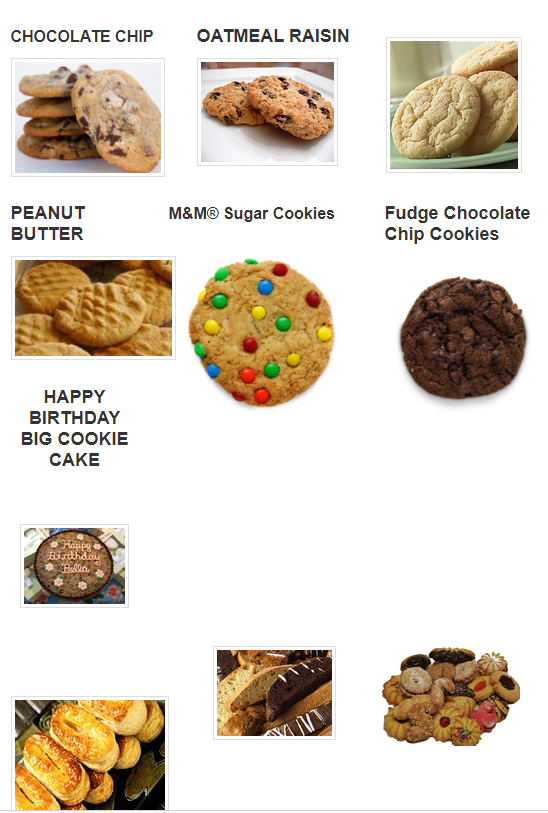 CHOCOLATE CHIP
OATMEAL RAISIN
PEANUT
BUTTER
M&M® Sugar Cookies
Fudge Chocolate
Chip Cookies
HAPPY
BIRTHDAY
BIG COOKIE
CAKE
Happy
Birthday
Bella